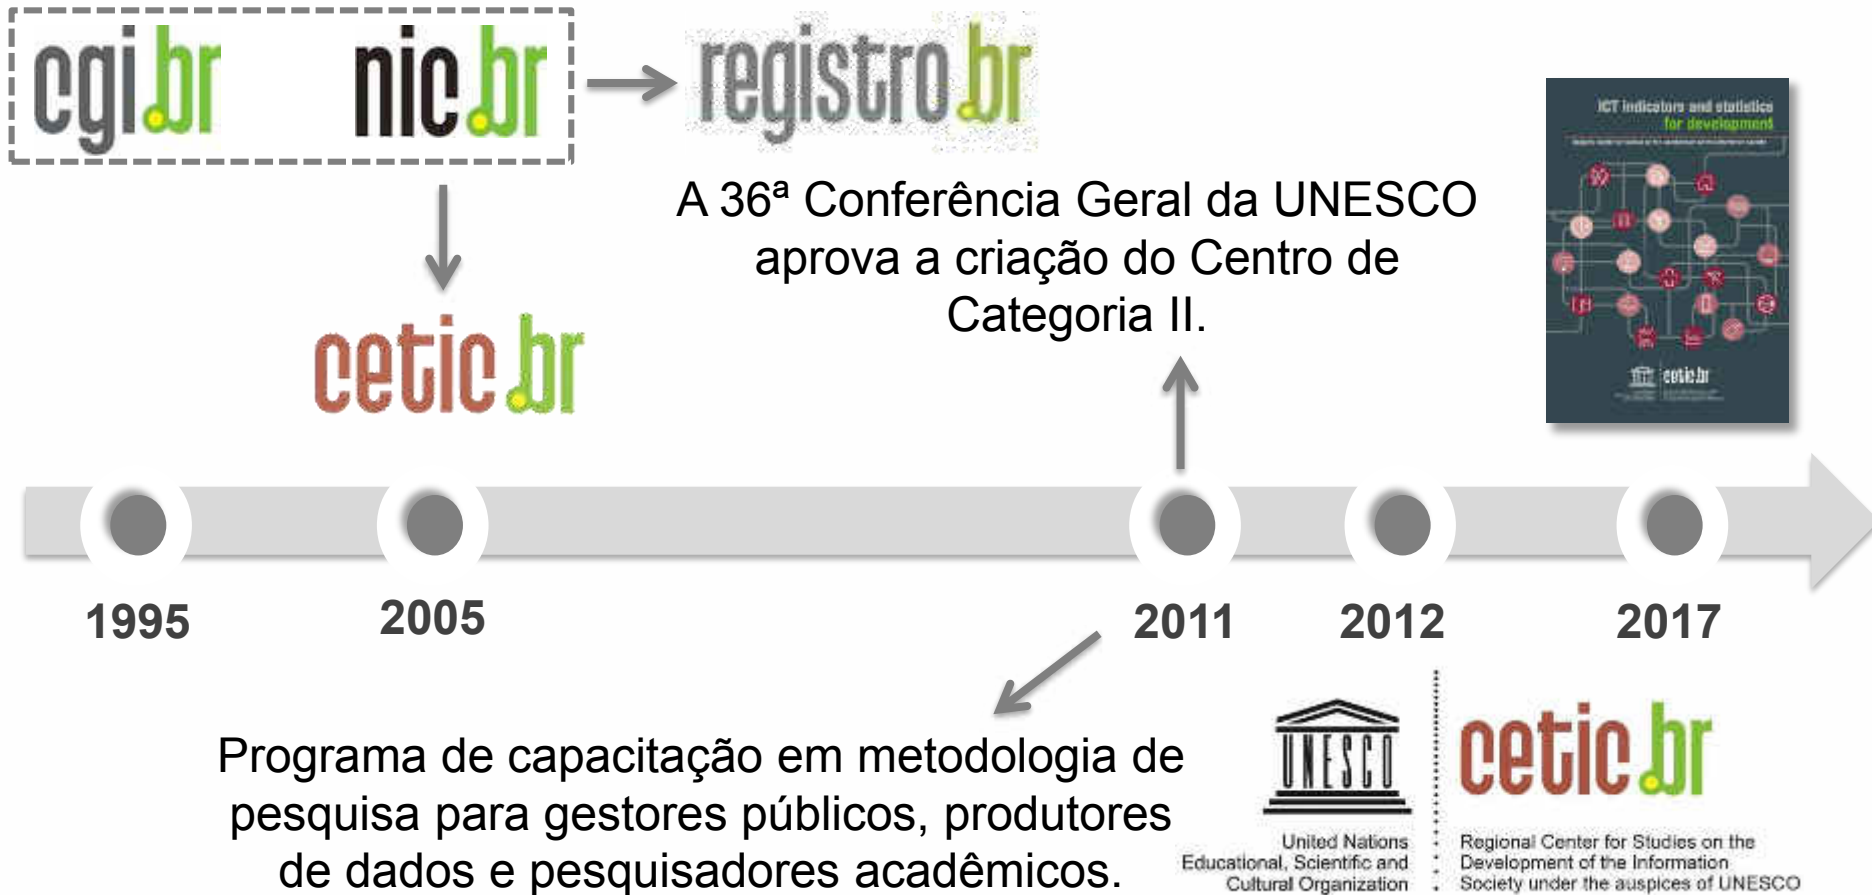 cgi.br
nic.br
registro.br
ICT indicators and statistics
for development
A 36ª Conferência Geral da UNESCO
aprova a criação do Centro de
Categoria II.
cetic.br
cetic.br
1995
2005
2011
2012
2017
Programa de capacitação em metodologia de
pesquisa para gestores públicos, produtores
de dados e pesquisadores acadêmicos.
UNESCO
United Nations
Educational, Scientific and
Cultural Organization
cetic.br
Regional Center for Studies on the
Development of the Information
Society under the auspices of UNESCO